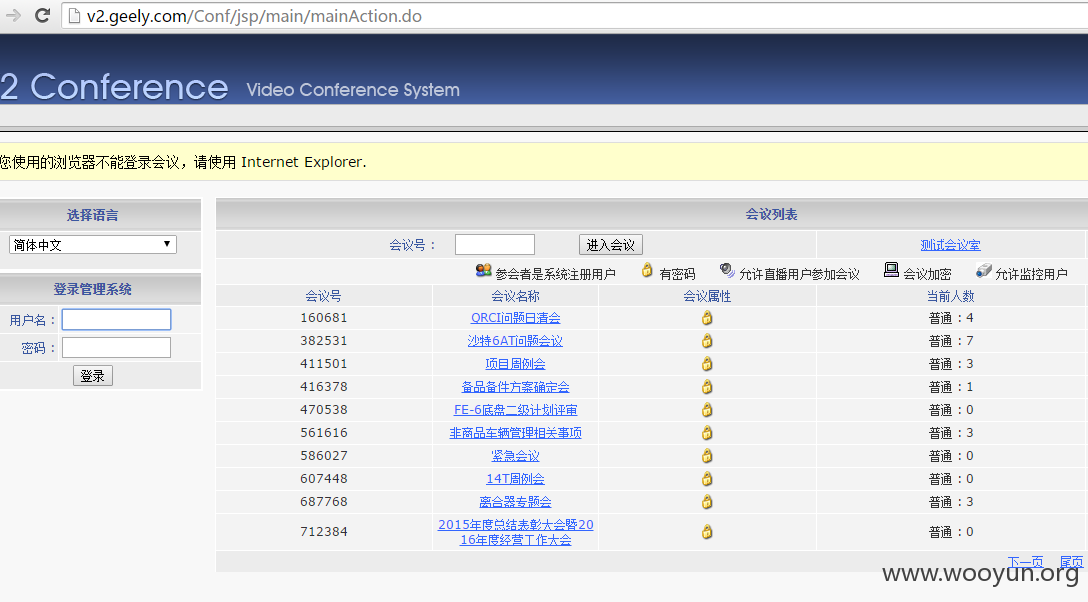 v2.geely.com/Conf/jsp/main/mainAction.do
2 Conference Video Conference System
您使用的浏览器不能登录会议，请使用 Internet Explorer.
选择语言
简体中文
登录管理系统
用户名：
密码：
登录
会议列表
会议号： 进入会议 测试会议室
参会者是系统注册用户 有密码 允许直播用户参加会议 会议加密 允许监控用户
会议号 会议名称 会议属性 当前人数
160681 QRCI问题日清会 普通：4
382531 沙特6AT问题会议 普通：7
411501 项目周例会 普通：3
416378 备品备件方案确定会 普通：1
470538 FE-6底盘二级计划评审 普通：0
561616 非商品车辆管理相关事项 普通：3
586027 紧急会议 普通：0
607448 14T周例会 普通：0
687768 离合器专题会 普通：3
712384 2015年度总结表彰大会暨20
16年度经营工作大会 普通：0
下一页 尾页
www.wooyun.org